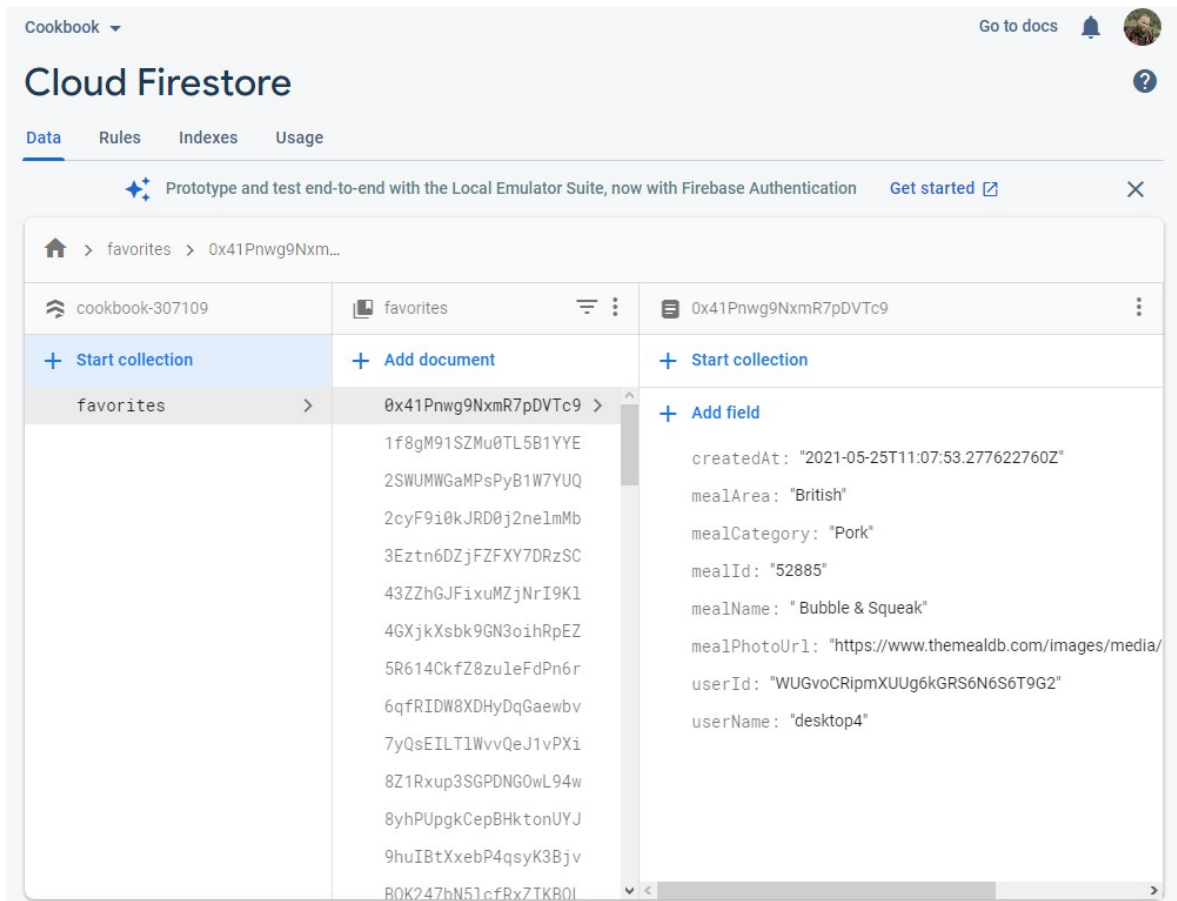 Cookbook
Go to docs
Cloud Firestore
Data Rules Indexes Usage
Prototype and test end-to-end with the Local Emulator Suite, now with Firebase Authentication Get started
favorites > 0x41Pnwg9Nxm...
cookbook-307109
favorites
0x41Pnwg9NxmR7pDVTc9
+ Start collection
+ Add document
+ Start collection
favorites
0x41Pnwg9NxmR7pDVTc9
1f8gM91SZMu0TL5B1YYE
2SWUMWGaMPsPyB1W7YUQ
2cyF9i0kJRD0j2nelmMb
3Eztn6DZjFZFXY7DRzSC
43ZZhGJFixuMZjNrI9Kl
4GXjkXsbk9GN3oihRpEZ
5R614CkfZ8zuleFdPn6r
6qfRIDW8XDHyDqGaewbv
7yQsEILTlWvvQeJ1vPXi
8Z1Rxup3SGPDNGOwL94w
8yhPUpgkCepBHktonUYJ
9huIBtXxebP4qsyK3Bjv
BOK247bN5lcfRxZIKBOL
+ Add field
createdAt: "2021-05-25T11:07:53.277622760Z"
mealArea: "British"
mealCategory: "Pork"
mealId: "52885"
mealName: " Bubble & Squeak"
mealPhotoUrl: "https://www.themealdb.com/images/media/
userId: "WUGvoCRipmXUUg6kGRS6N6S6T9G2"
userName: "desktop4"